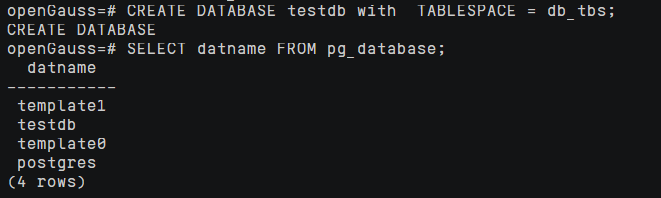 openGauss=# CREATE DATABASE testdb with  TABLESPACE = db_tbs;
CREATE DATABASE
openGauss=# SELECT datname FROM pg_database;
  datname
-----------
 template1
 testdb
 template0
 postgres
(4 rows)